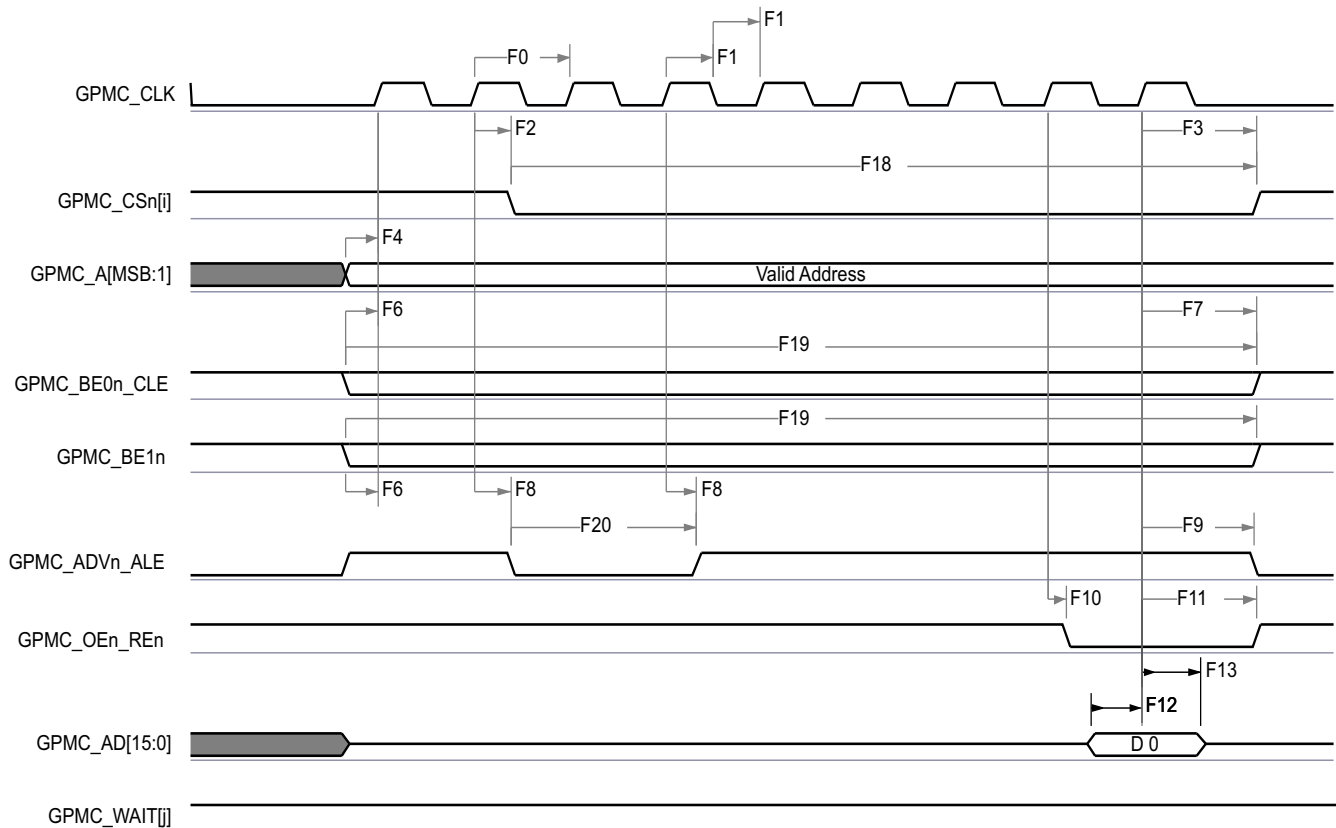 F1
F0
F1
GPMC_CLK
F2
F3
F18
GPMC_CSn[i]
F4
GPMC_A[MSB:1]
Valid Address
F6
F7
F19
GPMC_BE0n_CLE
F19
GPMC_BE1n
F6
F8
F8
F20
F9
GPMC_ADVn_ALE
F10
F11
GPMC_OEn_REn
F13
F12
GPMC_AD[15:0]
D 0
GPMC_WAIT[j]